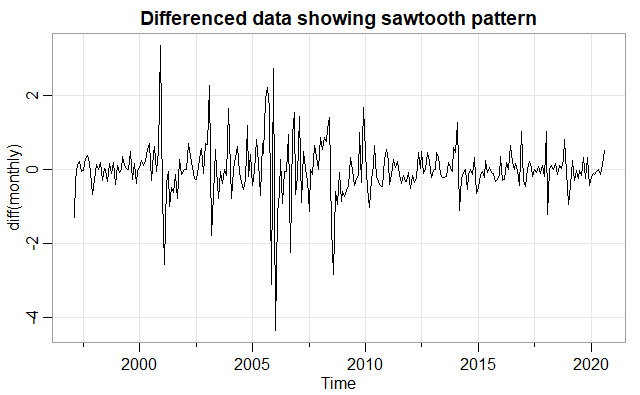 Differenced data showing sawtooth pattern
diff(monthly)
2
0
-2
-4
2000 2005 2010 2015 2020
Time